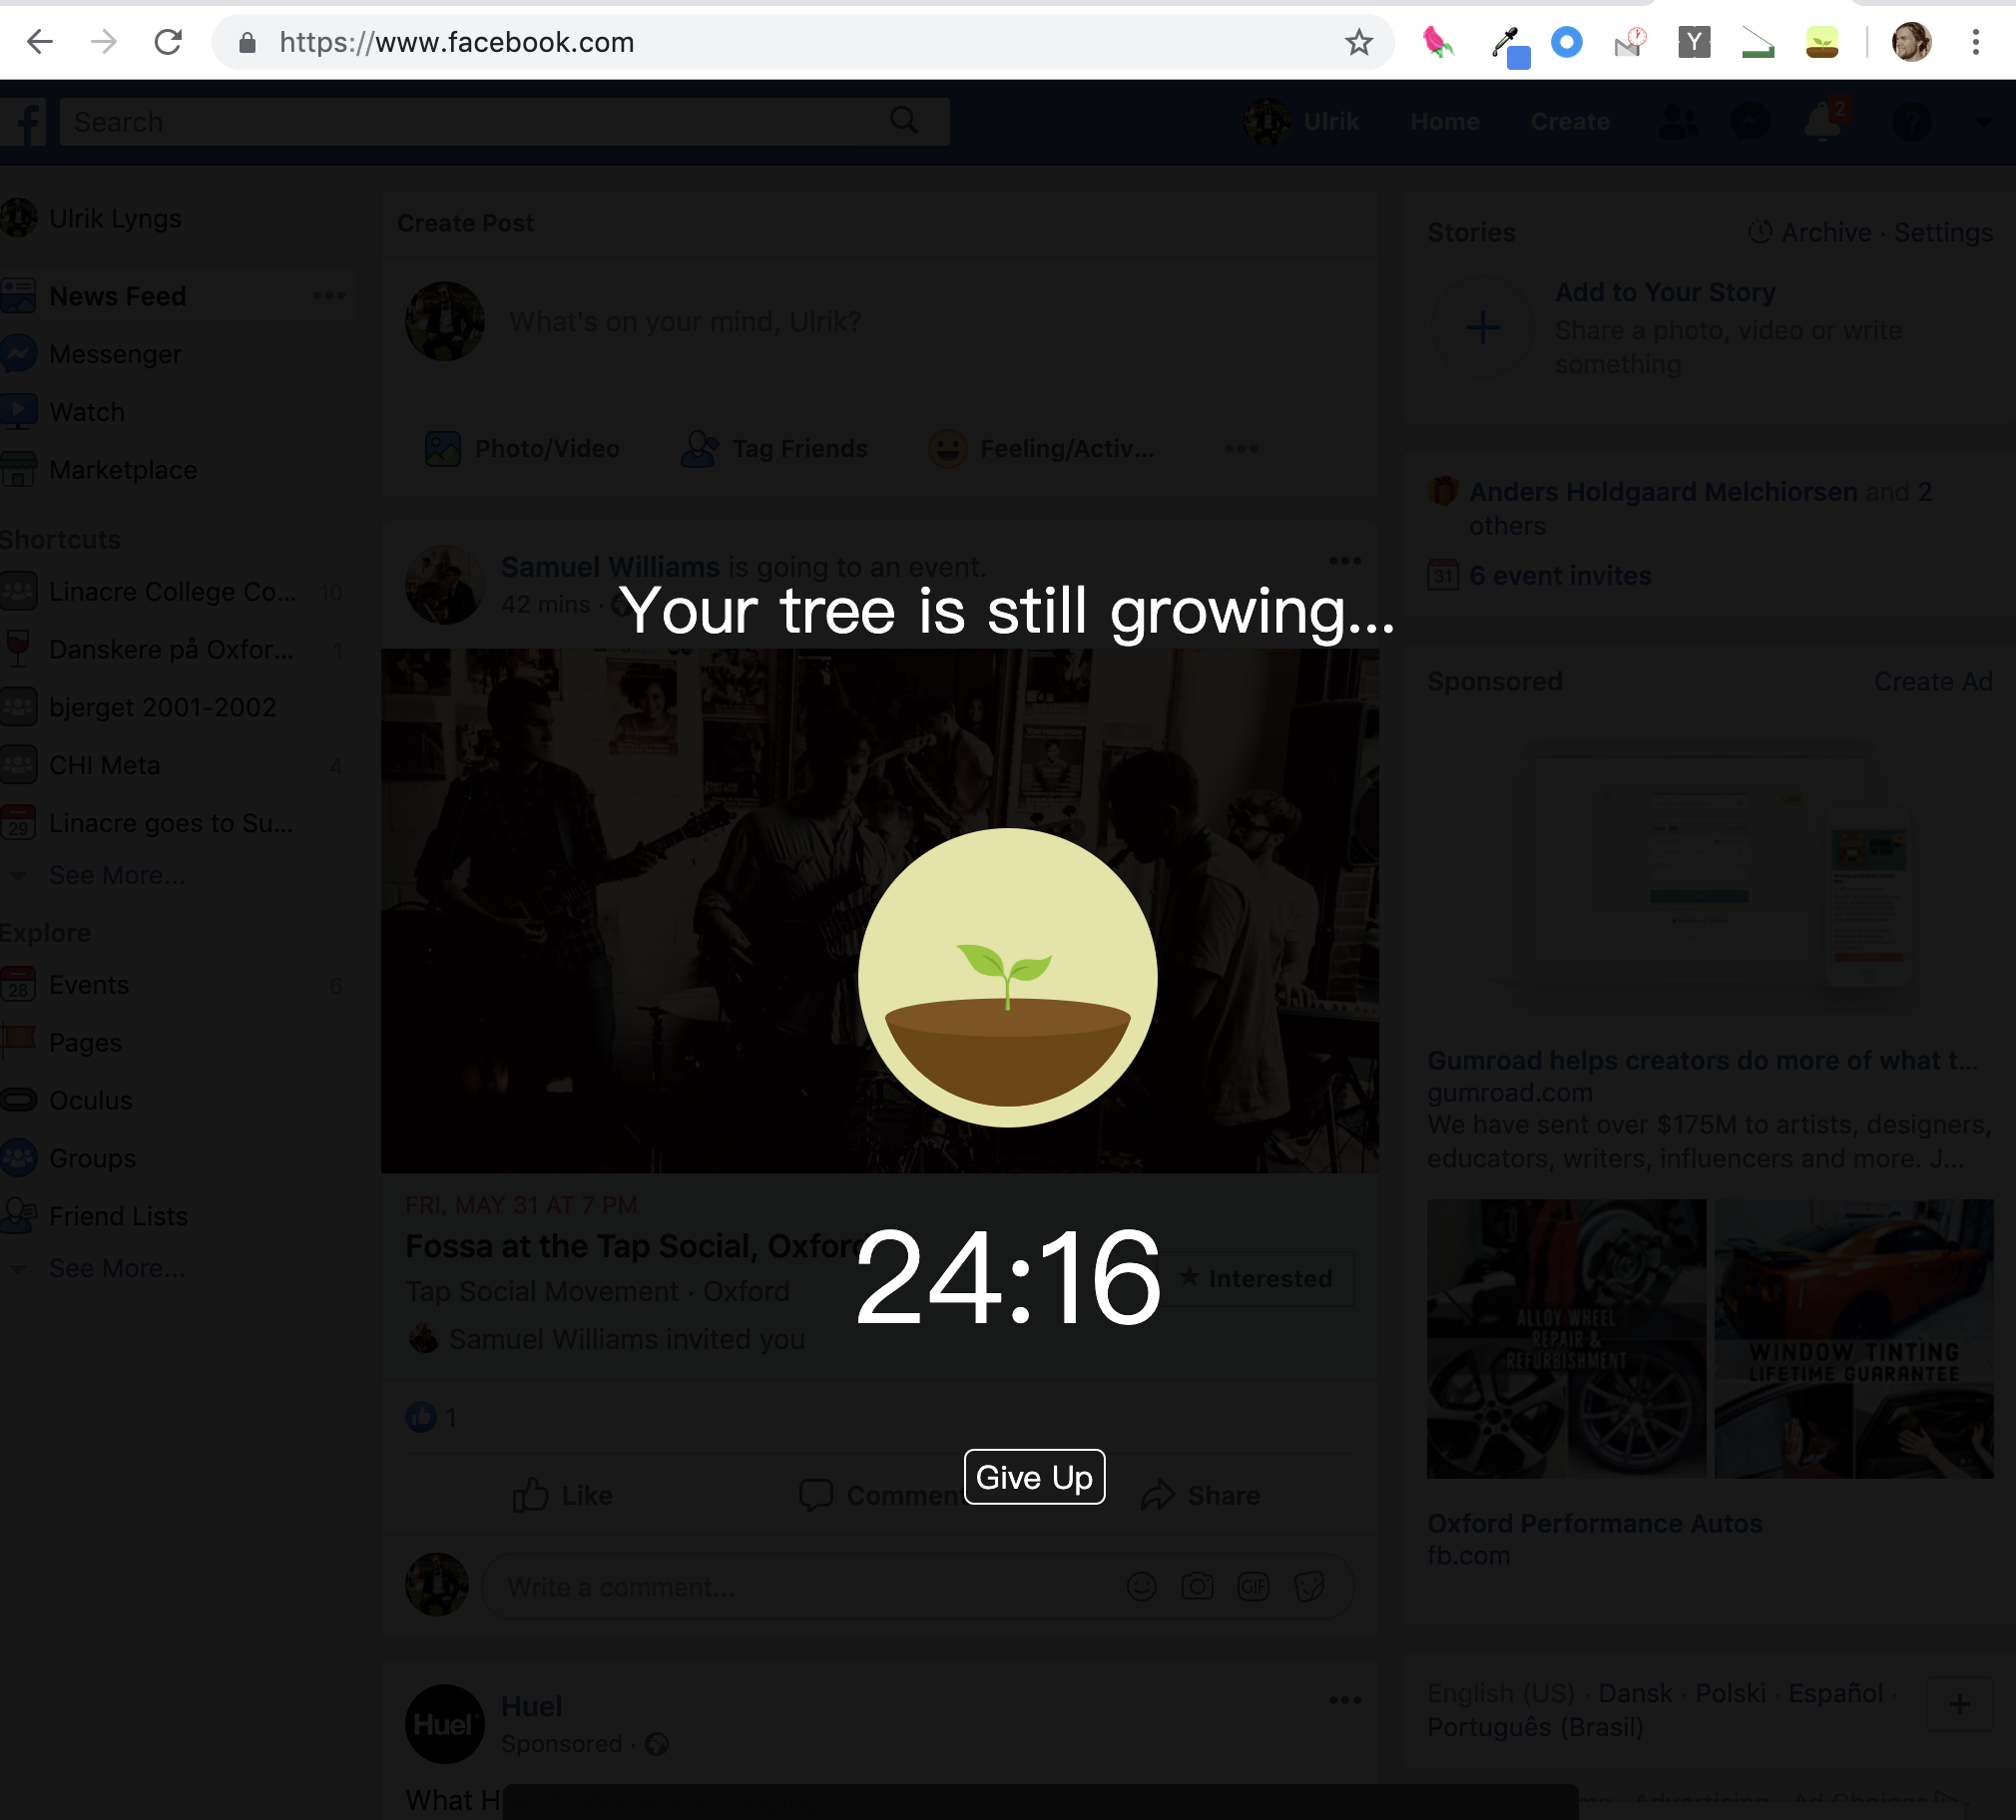 https://www.facebook.com
Y
Search
Ulrik
Home
Create
2
?
Ulrik Lyngs
News Feed
Messenger
Watch
Marketplace
Shortcuts
Linacre College Co... 10
Danskere på Oxfor... 1
bjerget 2001-2002
CHI Meta 4
29
Linacre goes to Su...
See More...
Explore
28
Events 6
Pages
Oculus
Groups
Friend Lists
See More...
Create Post
What's on your mind, Ulrik?
Photo/Video
Tag Friends
Feeling/Activ...
Samuel Williams is going to an event.
42 mins ·
Your tree is still growing...
FRI, MAY 31 AT 7 PM
Fossa at the Tap Social, Oxford
Tap Social Movement · Oxford
Samuel Williams invited you
24:16
Interested
1
Like
Comment
Share
Give Up
Write a comment...
GIF
Huel
Huel
Sponsored ·
What H
Stories
Archive · Settings
Add to Your Story
Share a photo, video or write
something
Anders Holdgaard Melchiorsen and 2
others
31
6 event invites
Sponsored
Create Ad
Gumroad helps creators do more of what t...
gumroad.com
We have sent over $175M to artists, designers,
educators, writers, influencers and more. J...
ALLOY WHEEL
REPAIR &
REFURBISHMENT
WINDOW TINTING
LIFETIME GUARANTEE
Oxford Performance Autos
fb.com
English (US) · Dansk · Polski · Español ·
Português (Brasil)
Advertising · Ad Choices